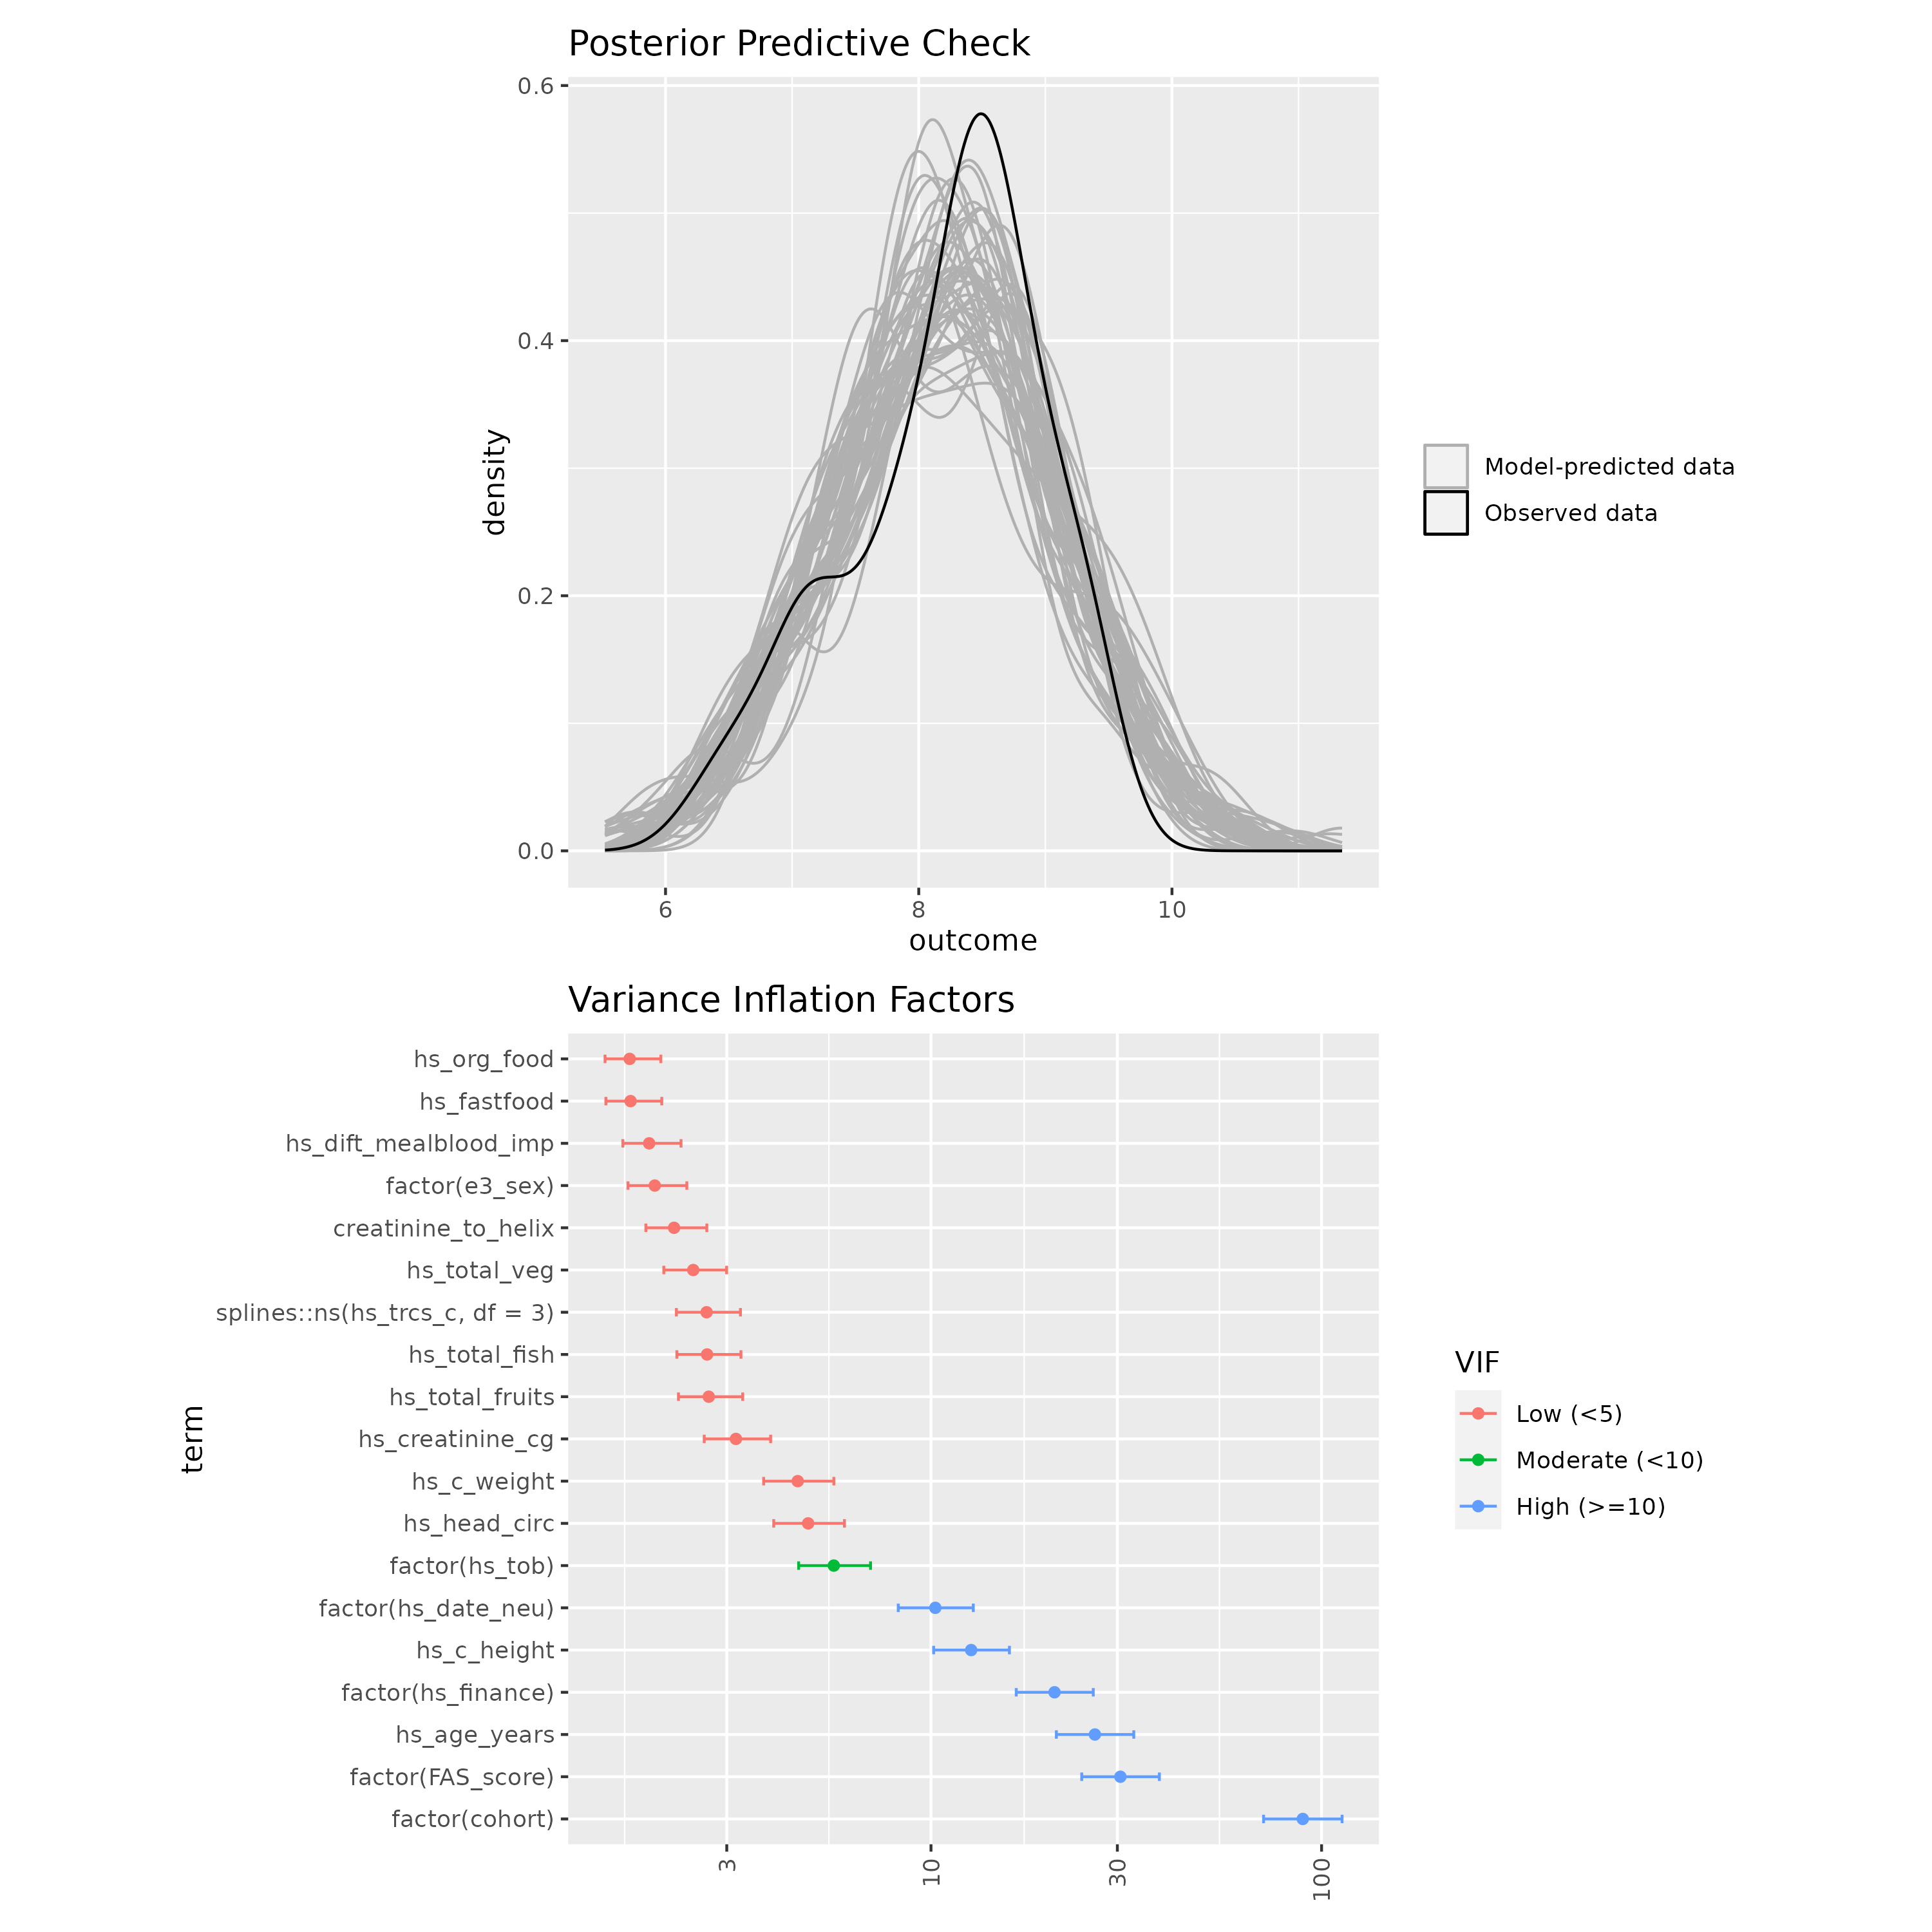 Posterior Predictive Check
0.6
0.4
0.2
0.0
density
6
8
10
outcome
Model-predicted data
Observed data
Variance Inflation Factors
hs_org_food
hs_fastfood
hs_dift_mealblood_imp
factor(e3_sex)
creatinine_to_helix
hs_total_veg
splines::ns(hs_trcs_c, df = 3)
hs_total_fish
hs_total_fruits
hs_creatinine_cg
hs_c_weight
hs_head_circ
factor(hs_tob)
factor(hs_date_neu)
hs_c_height
factor(hs_finance)
hs_age_years
factor(FAS_score)
factor(cohort)
term
3
10
30
100
VIF
Low (<5)
Moderate (<10)
High (>=10)